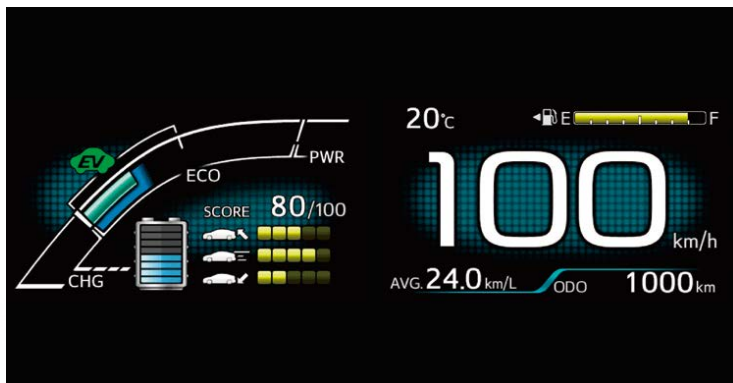 EV
PWR
ECO
SCORE 80/100
CHG
20°C
E F
100 km/h
AVG. 24.0 km/L
ODO 1000 km